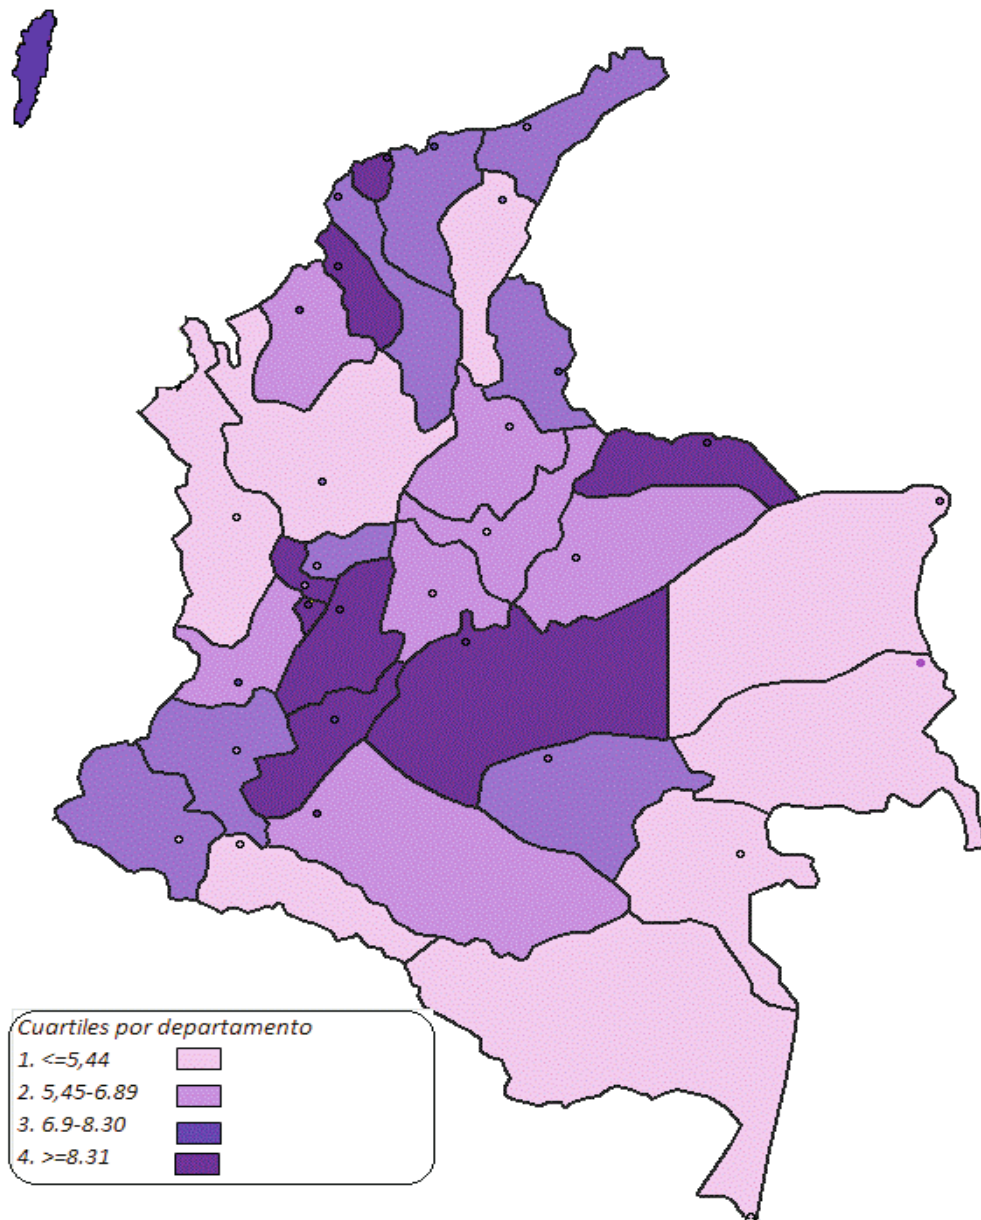 Cuartiles por departamento
1. <=5,44
2. 5,45-6.89
3. 6.9-8.30
4. >=8.31